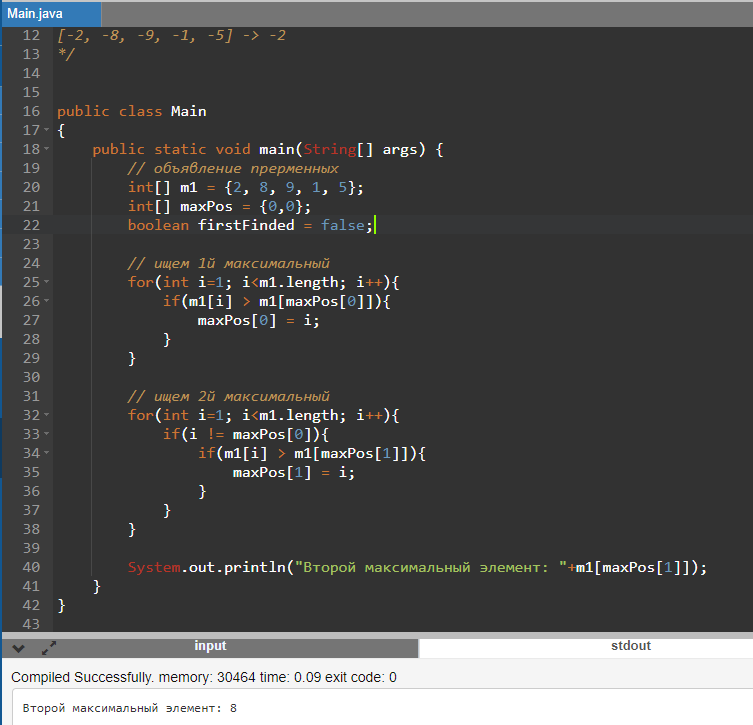 Main.java
12 [-2, -8, -9, -1, -5] -> -2
13 */
14
15
16 public class Main
17 {
18 public static void main(String[] args) {
19 // объявление прерменных
20 int[] m1 = {2, 8, 9, 1, 5};
21 int[] maxPos = {0,0};
22 boolean firstFinded = false;
23
24 // ищем 1й максимальный
25 for(int i=1; i<m1.length; i++){
26 if(m1[i] > m1[maxPos[0]]){
27 maxPos[0] = i;
28 }
29 }
30
31 // ищем 2й максимальный
32 for(int i=1; i<m1.length; i++){
33 if(i != maxPos[0]){
34 if(m1[i] > m1[maxPos[1]]){
35 maxPos[1] = i;
36 }
37 }
38 }
39
40 System.out.println("Второй максимальный элемент: "+m1[maxPos[1]]);
41 }
42 }
43
input stdout
Compiled Successfully. memory: 30464 time: 0.09 exit code: 0
Второй максимальный элемент: 8